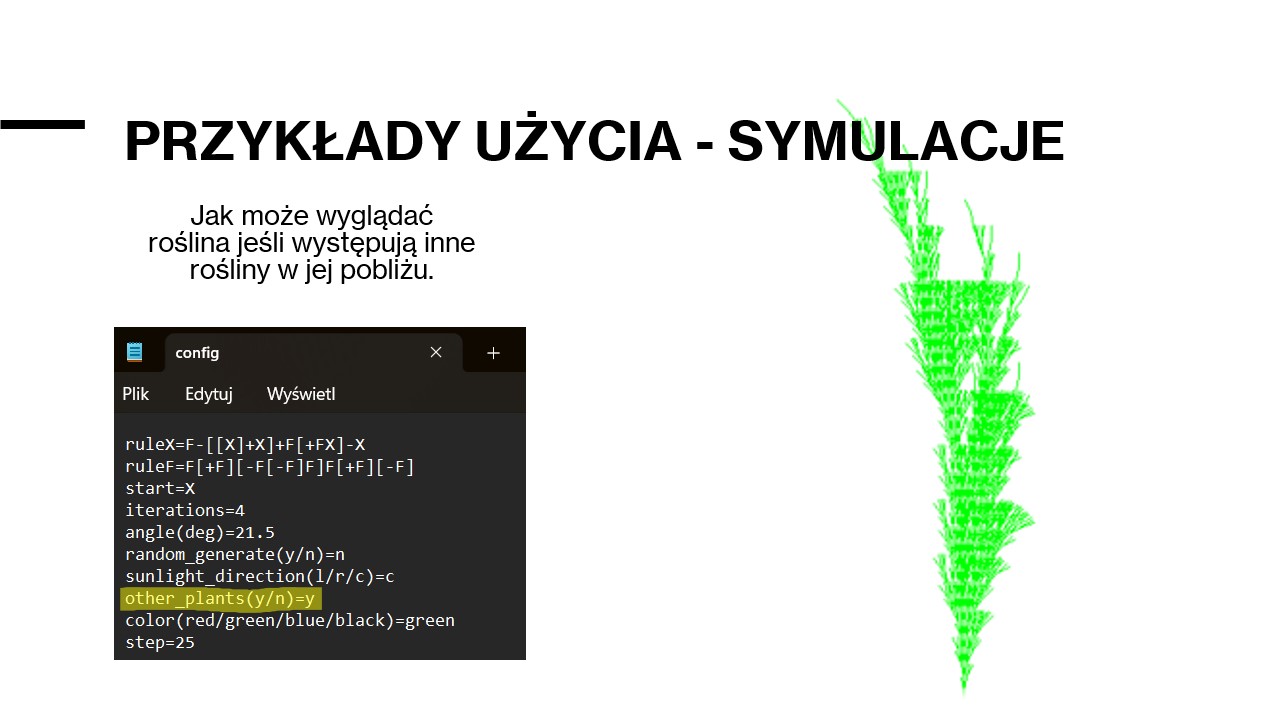 PRZYKŁADY UŻYCIA - SYMULACJE
Jak może wyglądać
roślina jeśli występują inne
rośliny w jej pobliżu.
config
Plik Edytuj Wyświetl
ruleX=F-[[X]+X]+F[+FX]-X
ruleF=F[+F][-F[-F]F]F[+F][-F]
start=X
iterations=4
angle(deg)=21.5
random_generate(y/n)=n
sunlight_direction(l/r/c)=c
other_plants(y/n)=y
color(red/green/blue/black)=green
step=25